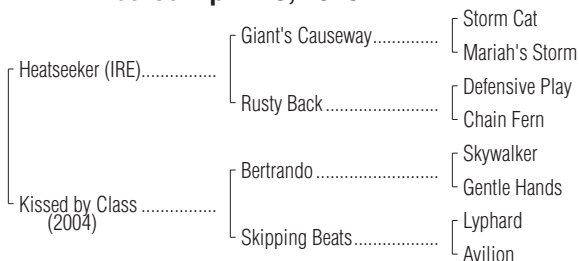 Storm Cat
Giant's Causeway..............
Mariah's Storm
Heatseeker (IRE)................
Defensive Play
Rusty Back ........................
Chain Fern
Skywalker
Bertrando ..........................
Gentle Hands
Kissed by Class ................
(2004)
Lyphard
Skipping Beats..................
Avilion